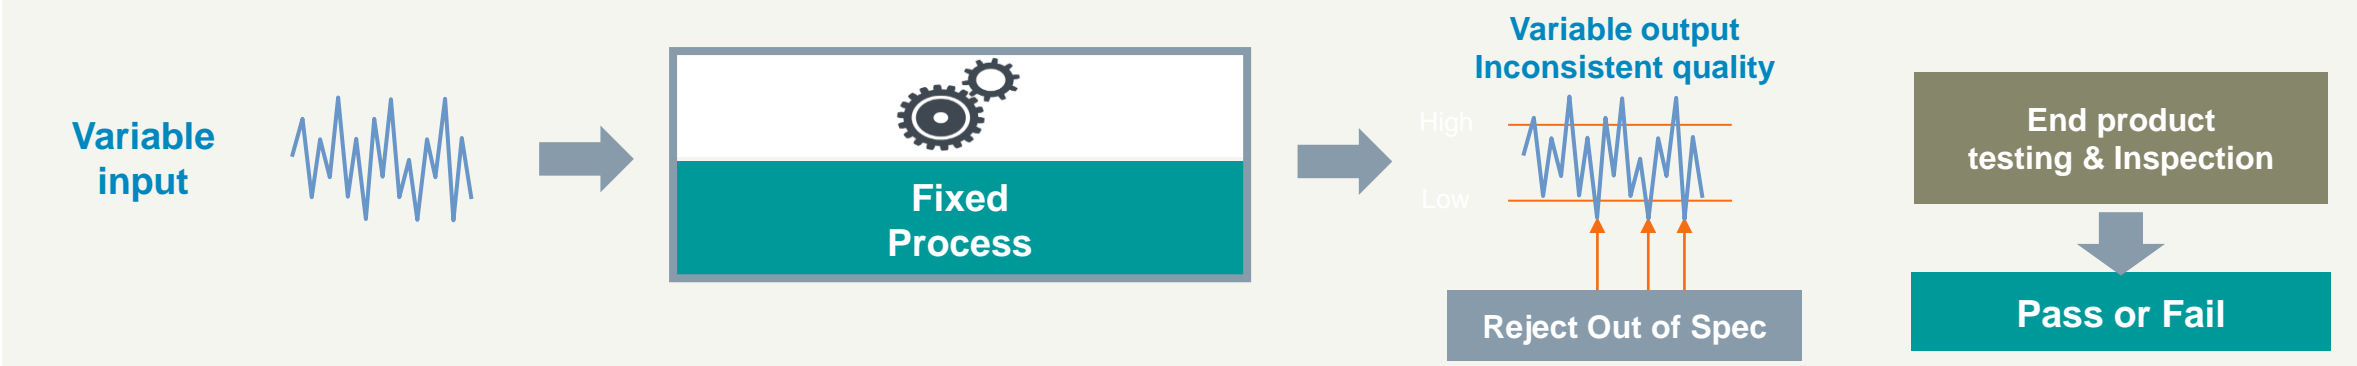 Variable
input
Fixed
Process
Variable output
Inconsistent quality
High
Low
Reject Out of Spec
End product
testing & Inspection
Pass or Fail